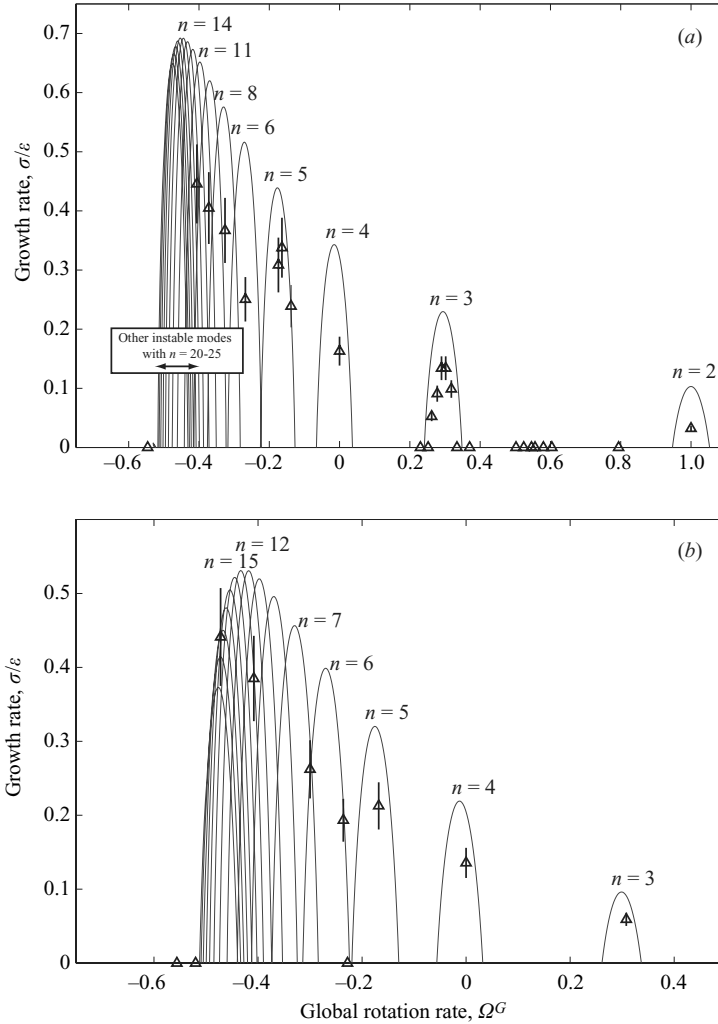 (a)
n = 14
n = 11
n = 8
n = 6
n = 5
n = 4
n = 3
n = 2
Other instable modes
with n = 20-25
0.7
0.6
0.5
0.4
0.3
0.2
0.1
0
Growth rate, σ/ε
−0.6 −0.4 −0.2 0 0.2 0.4 0.6 0.8 1.0
(b)
n = 12
n = 15
n = 7
n = 6
n = 5
n = 4
n = 3
0.5
0.4
0.3
0.2
0.1
0
Growth rate, σ/ε
−0.6 −0.4 −0.2 0 0.2 0.4
Global rotation rate, Ω^G